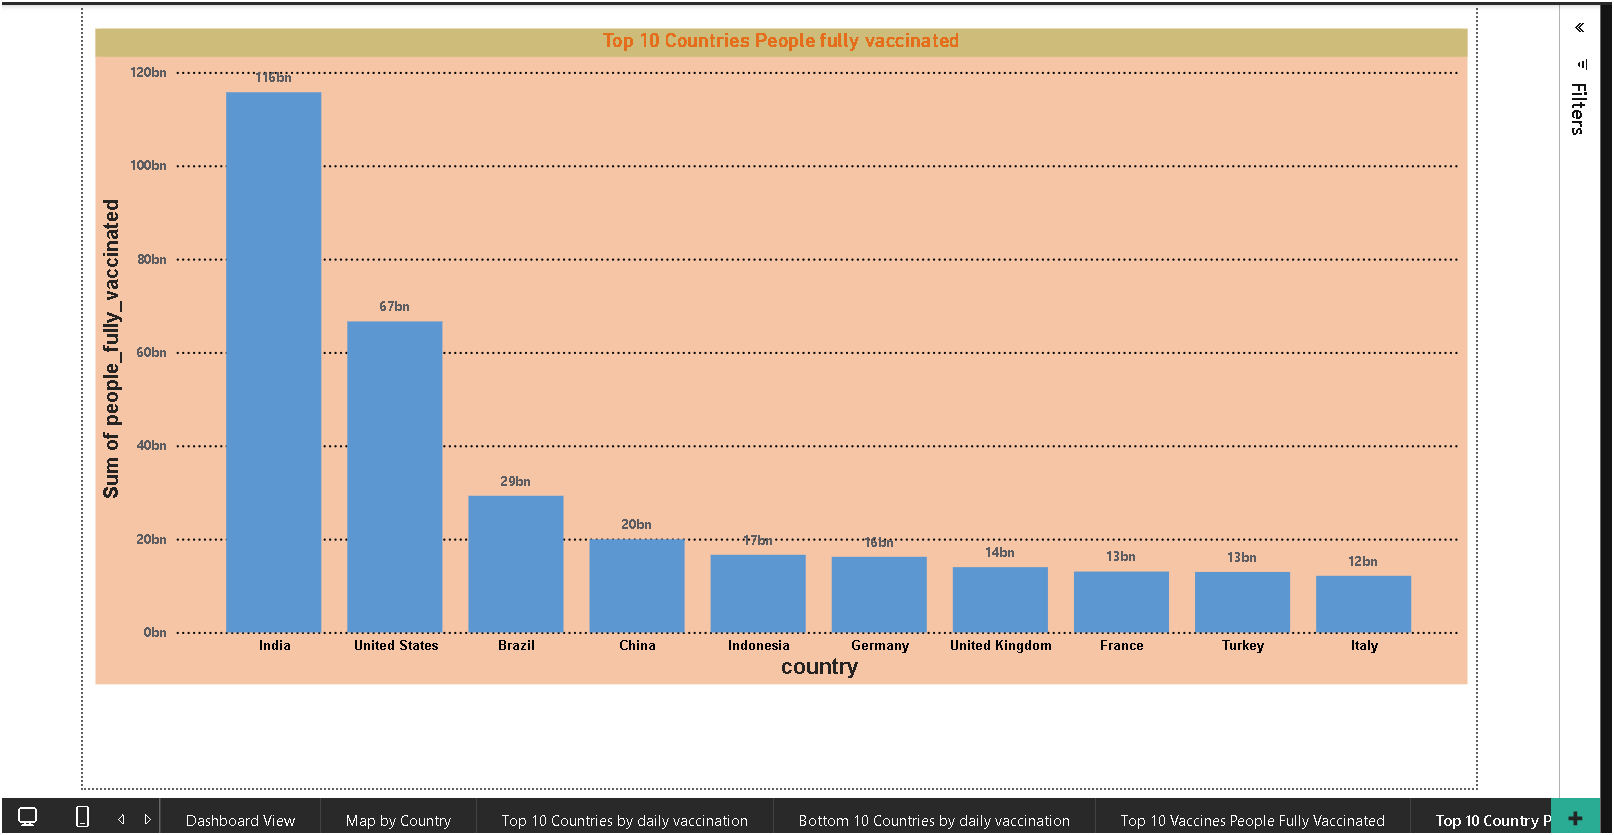 Top 10 Countries People fully vaccinated
Filters
Sum of people_fully_vaccinated
120bn
100bn
80bn
60bn
40bn
20bn
0bn
116bn
67bn
29bn
20bn
17bn
16bn
14bn
13bn
13bn
12bn
India
United States
Brazil
China
Indonesia
Germany
United Kingdom
France
Turkey
Italy
country
Dashboard View
Map by Country
Top 10 Countries by daily vaccination
Bottom 10 Countries by daily vaccination
Top 10 Vaccines People Fully Vaccinated
Top 10 Country P